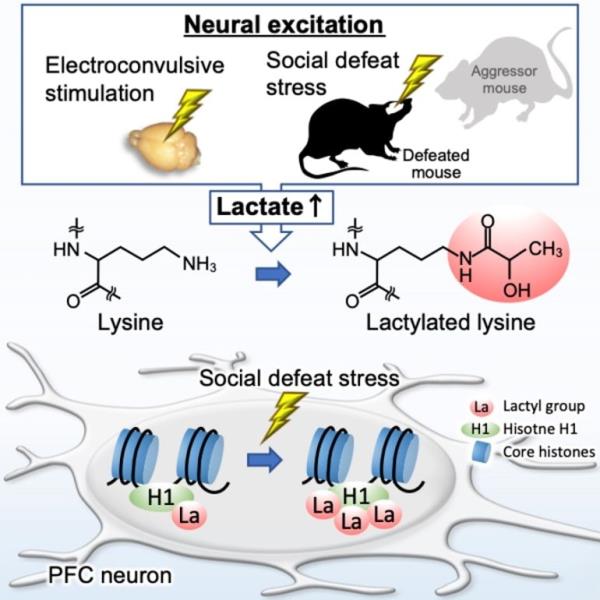 Neural excitation
Electroconvulsive
stimulation
Social defeat
stress
Aggressor
mouse
Defeated
mouse
Lactate↑
HN
NH3
O
Lysine
HN
O
N
H
O
CH3
OH
Lactylated lysine
Social defeat stress
La Lactyl group
H1 Hisotne H1
Core histones
H1
La
H1
La
La
La
PFC neuron